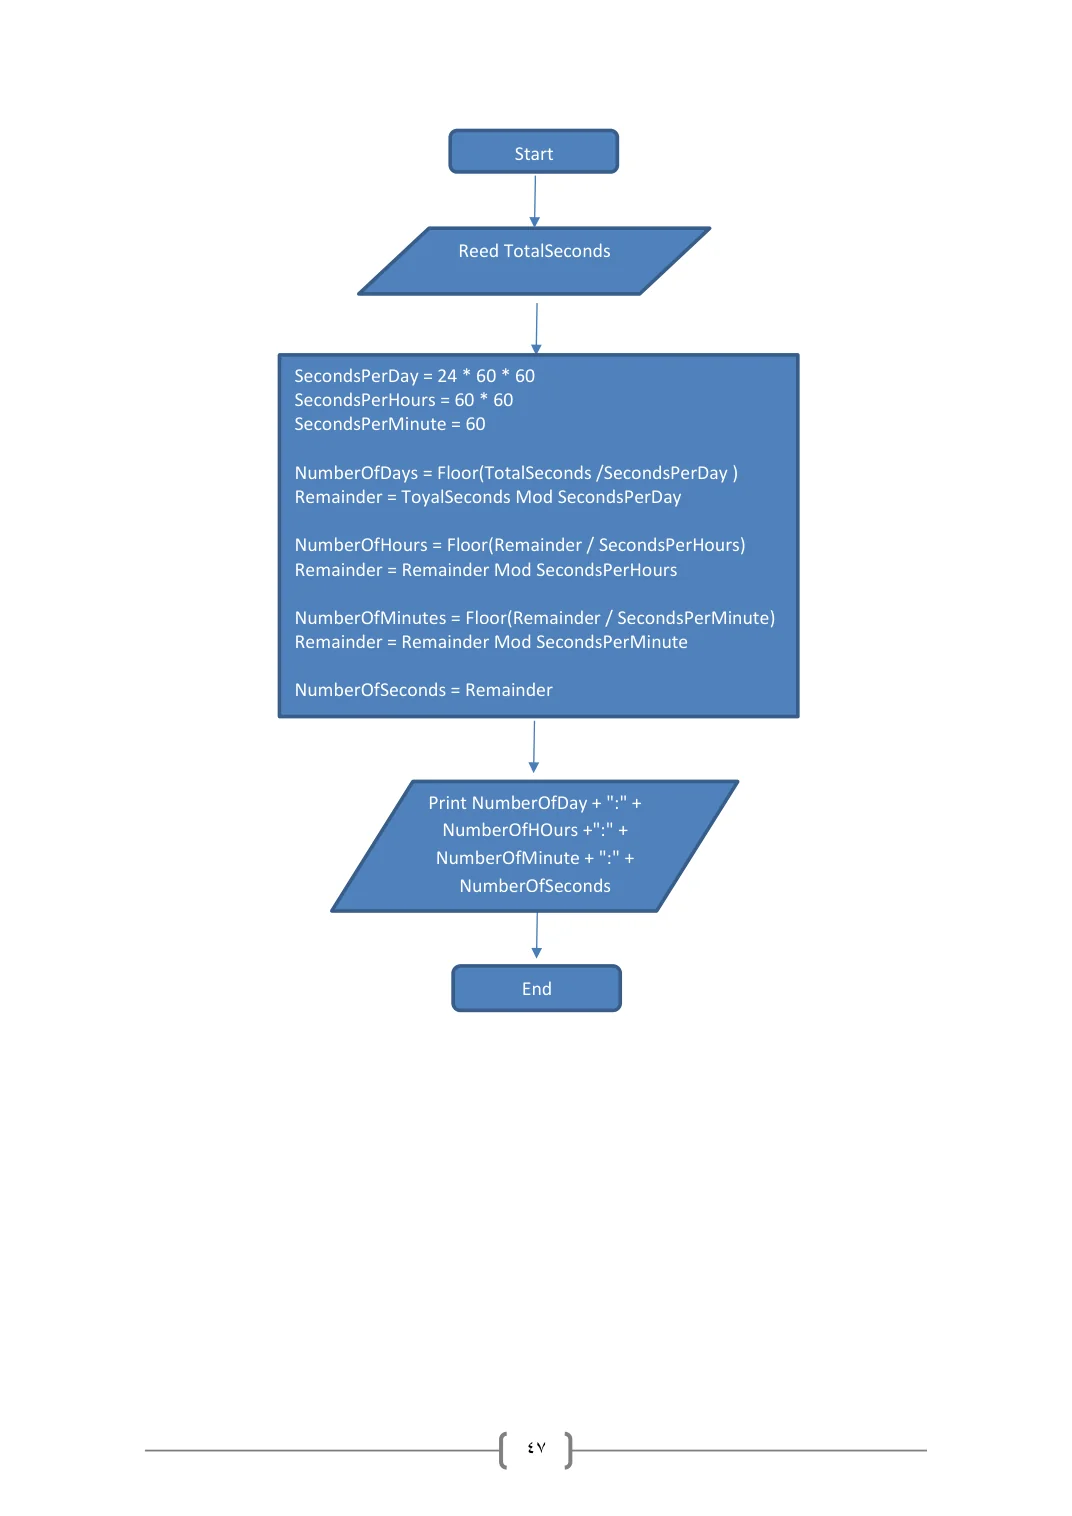 Start
Reed TotalSeconds
SecondsPerDay = 24 * 60 * 60
SecondsPerHours = 60 * 60
SecondsPerMinute = 60
NumberOfDays = Floor(TotalSeconds /SecondsPerDay )
Remainder = ToyalSeconds Mod SecondsPerDay
NumberOfHours = Floor(Remainder / SecondsPerHours)
Remainder = Remainder Mod SecondsPerHours
NumberOfMinutes = Floor(Remainder / SecondsPerMinute)
Remainder = Remainder Mod SecondsPerMinute
NumberOfSeconds = Remainder
Print NumberOfDay + ":" +
NumberOfHOurs +":" +
NumberOfMinute + ":" +
NumberOfSeconds
End
٤٧